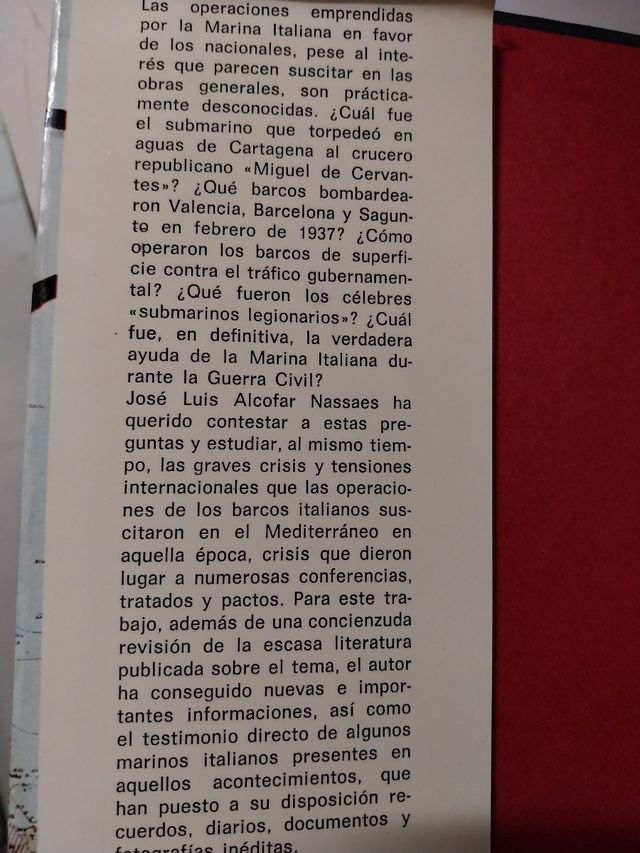 Las operaciones emprendidas
por la Marina Italiana en favor
de los nacionales, pese al inte-
rés que parecen suscitar en las
obras generales, son práctica-
mente desconocidas. ¿Cuál fue
el submarino que torpedeó en
aguas de Cartagena al crucero
republicano «Miguel de Cervan-
tes»? ¿Qué barcos bombardea-
ron Valencia, Barcelona y Sagun-
to en febrero de 1937? ¿Cómo
operaron los barcos de superfi-
cie contra el tráfico gubernamen-
tal? ¿Qué fueron los célebres
«submarinos legionarios»? ¿Cuál
fue, en definitiva, la verdadera
ayuda de la Marina Italiana du-
rante la Guerra Civil?
José Luis Alcofar Nassaes ha
querido contestar a estas pre-
guntas y estudiar, al mismo tiem-
po, las graves crisis y tensiones
internacionales que las operacio-
nes de los barcos italianos sus-
citaron en el Mediterráneo en
aquella época, crisis que dieron
lugar a numerosas conferencias,
tratados y pactos. Para este tra-
bajo, además de una concienzuda
revisión de la escasa literatura
publicada sobre el tema, el autor
ha conseguido nuevas e impor-
tantes informaciones, así como
el testimonio directo de algunos
marinos italianos presentes en
aquellos acontecimientos, que
han puesto a su disposición re-
cuerdos, diarios, documentos y
fotografías inéditas.